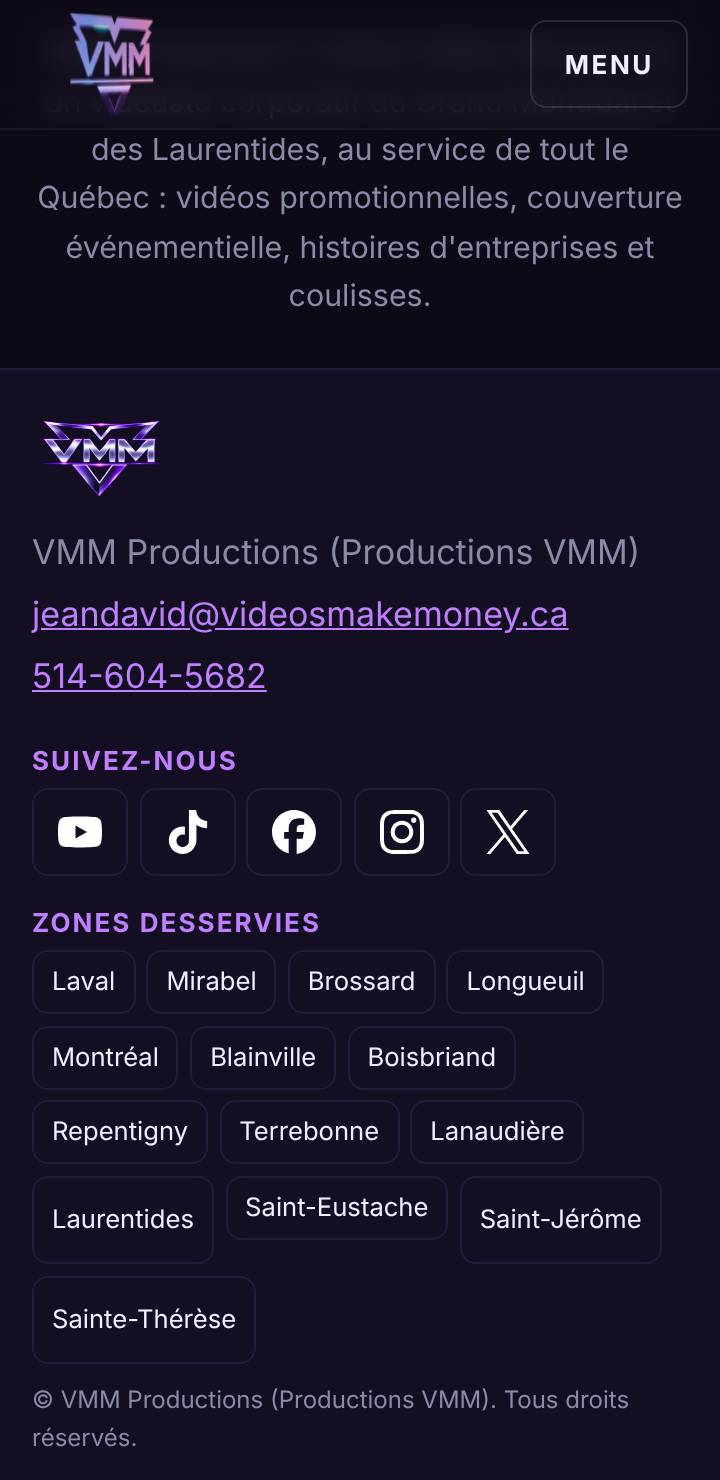 VMM
MENU
des Laurentides, au service de tout le
Québec : vidéos promotionnelles, couverture
événementielle, histoires d'entreprises et
coulisses.
VMM
VMM Productions (Productions VMM)
jeandavid@videosmakemoney.ca
514-604-5682
SUIVEZ-NOUS
ZONES DESSERVIES
Laval Mirabel Brossard Longueuil
Montréal Blainville Boisbriand
Repentigny Terrebonne Lanaudière
Laurentides Saint-Eustache Saint-Jérôme
Sainte-Thérèse
© VMM Productions (Productions VMM). Tous droits
réservés.